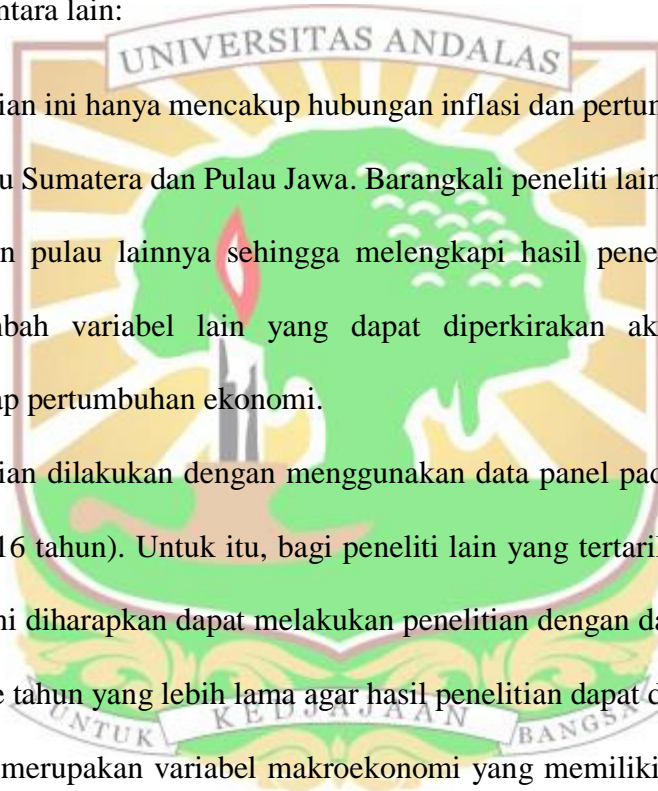 ntara lain:
UNIVERSITAS ANDALAS
ian ini hanya mencakup hubungan inflasi dan pertum
u Sumatera dan Pulau Jawa. Barangkali peneliti lain
n pulau lainnya sehingga melengkapi hasil pene
nbah variabel lain yang dapat diperkirakan ak
ap pertumbuhan ekonomi.
ian dilakukan dengan menggunakan data panel pad
16 tahun). Untuk itu, bagi peneliti lain yang tertarik
ni diharapkan dapat melakukan penelitian dengan da
e tahun yang lebih lama agar hasil penelitian dapat d
UNTUK KEDJAJAAN BANGSA
merupakan variabel makroekonomi yang memiliki